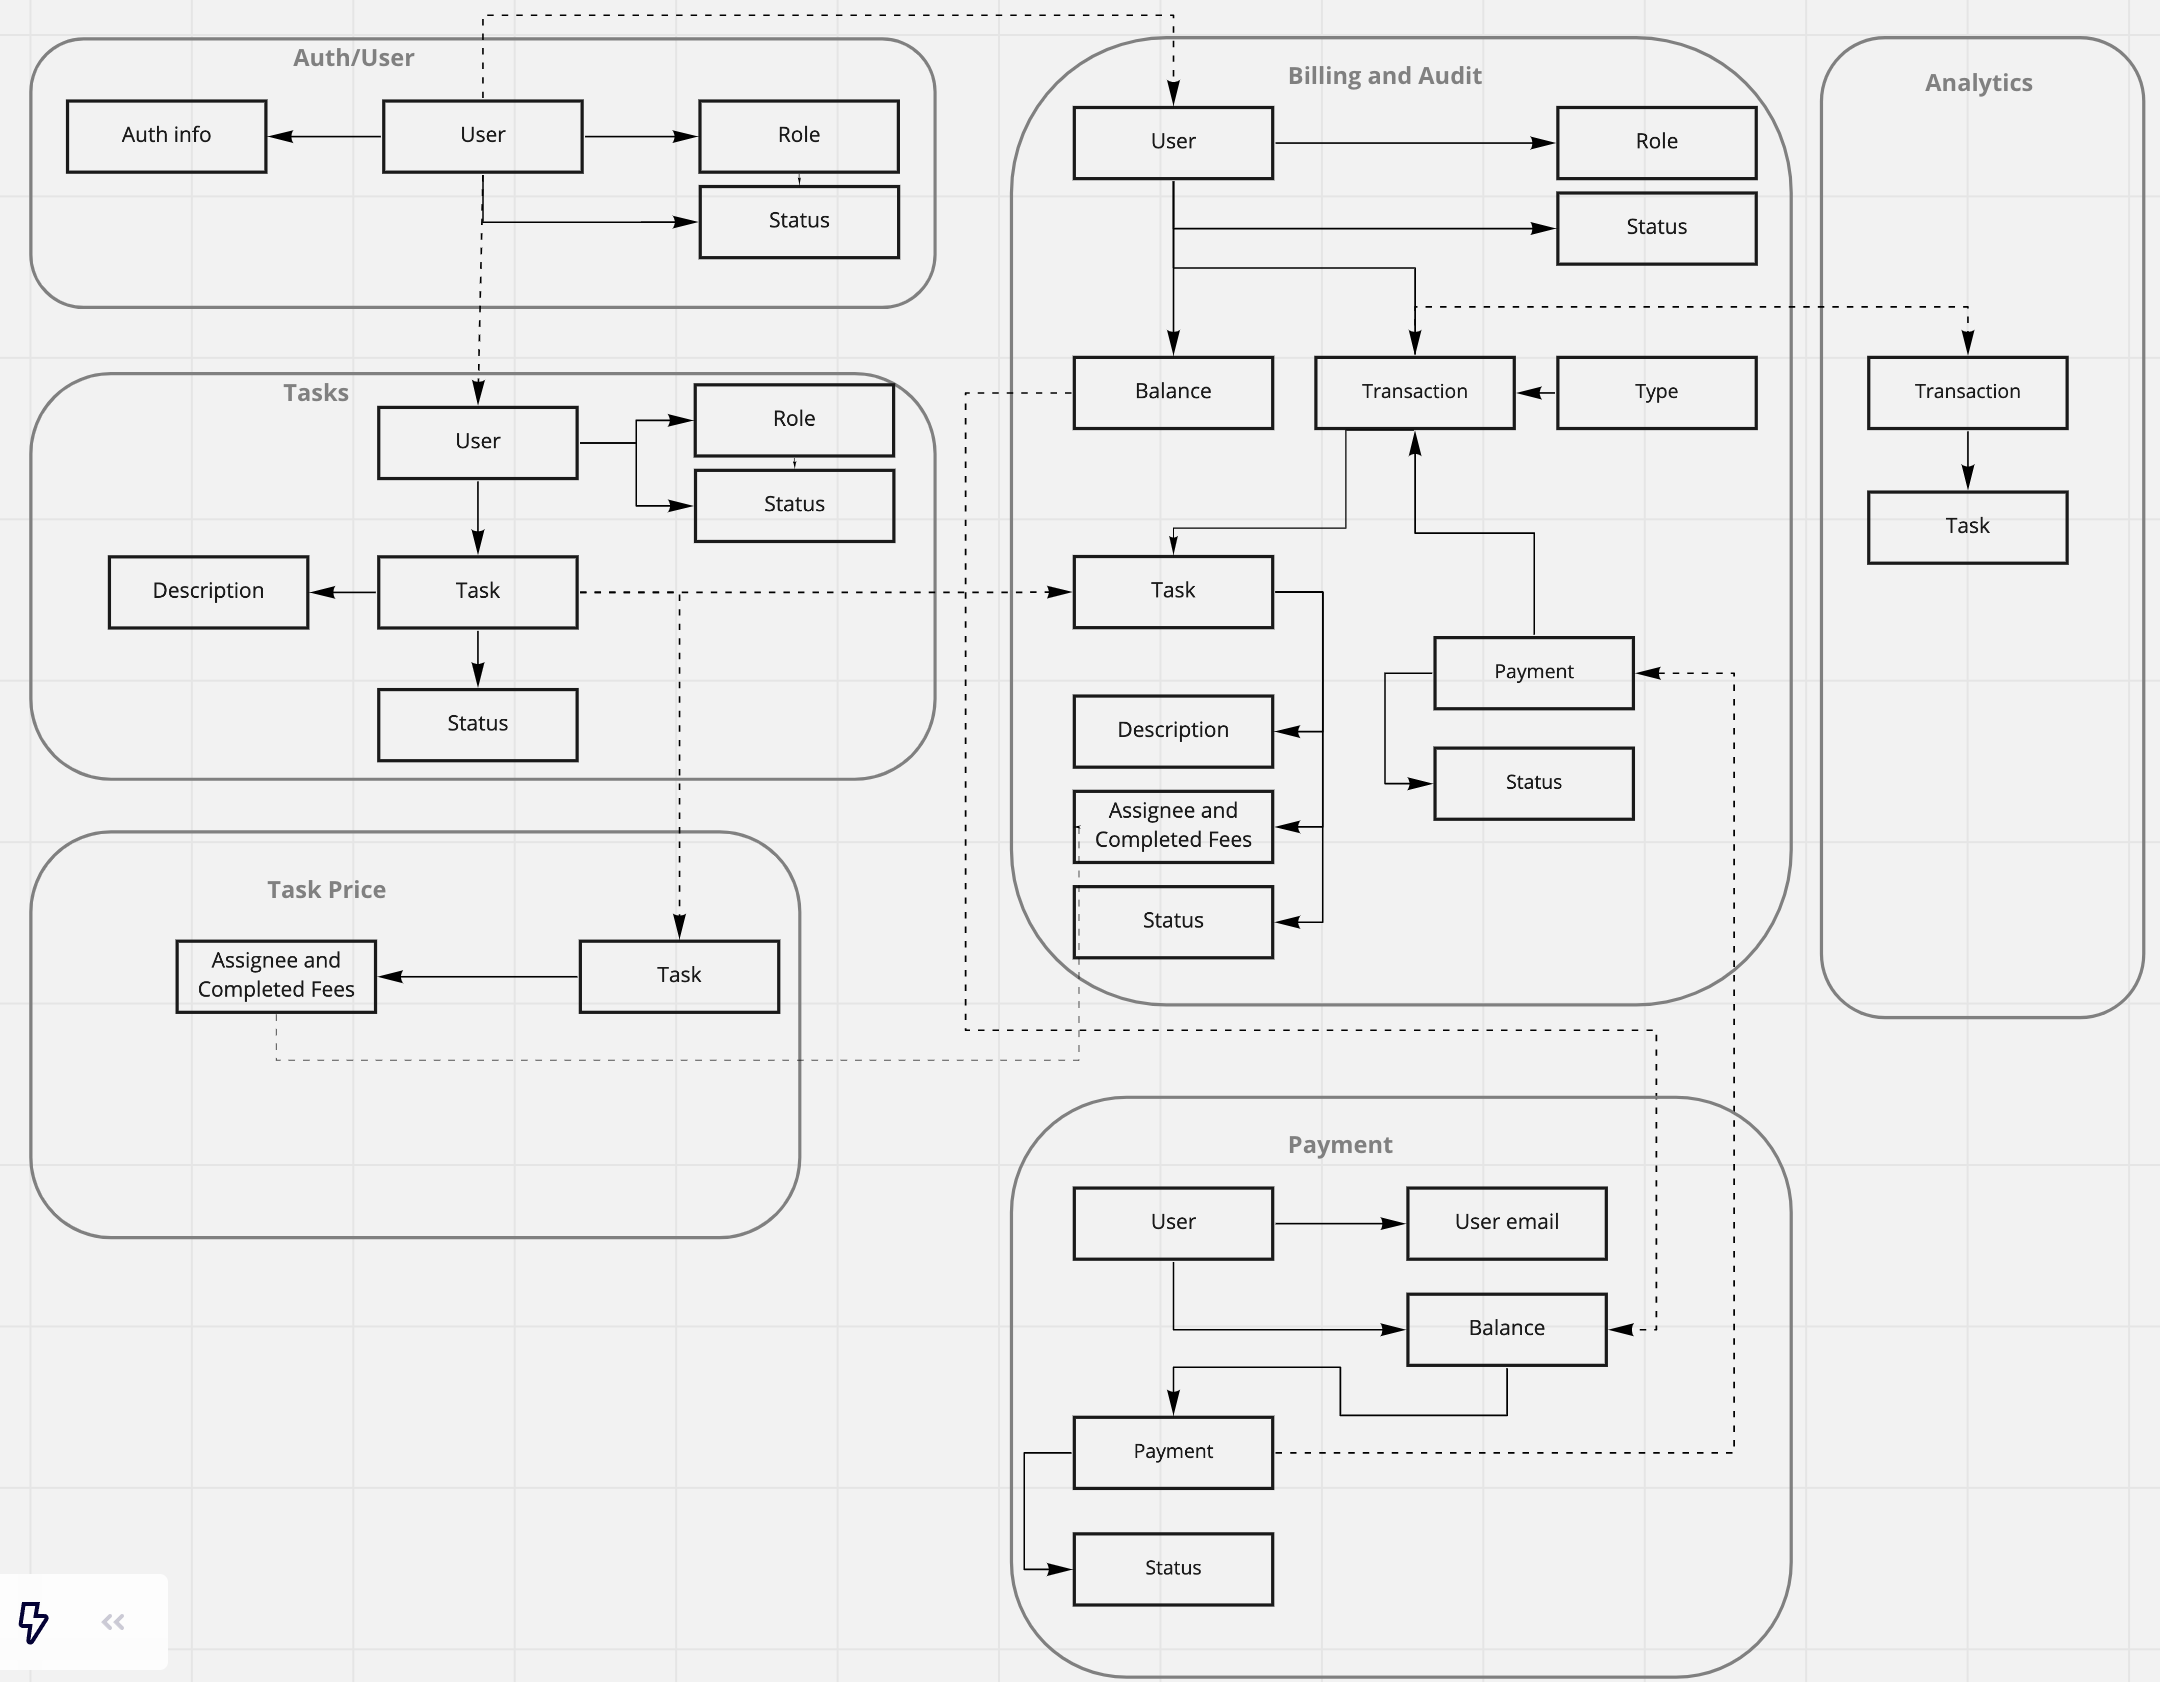 Auth/User
Auth info
User
Role
Status
Tasks
User
Role
Status
Description
Task
Status
Task Price
Assignee and
Completed Fees
Task
Billing and Audit
User
Role
Status
Balance
Transaction
Type
Task
Payment
Description
Status
Assignee and
Completed Fees
Status
Analytics
Transaction
Task
Payment
User
User email
Balance
Payment
Status